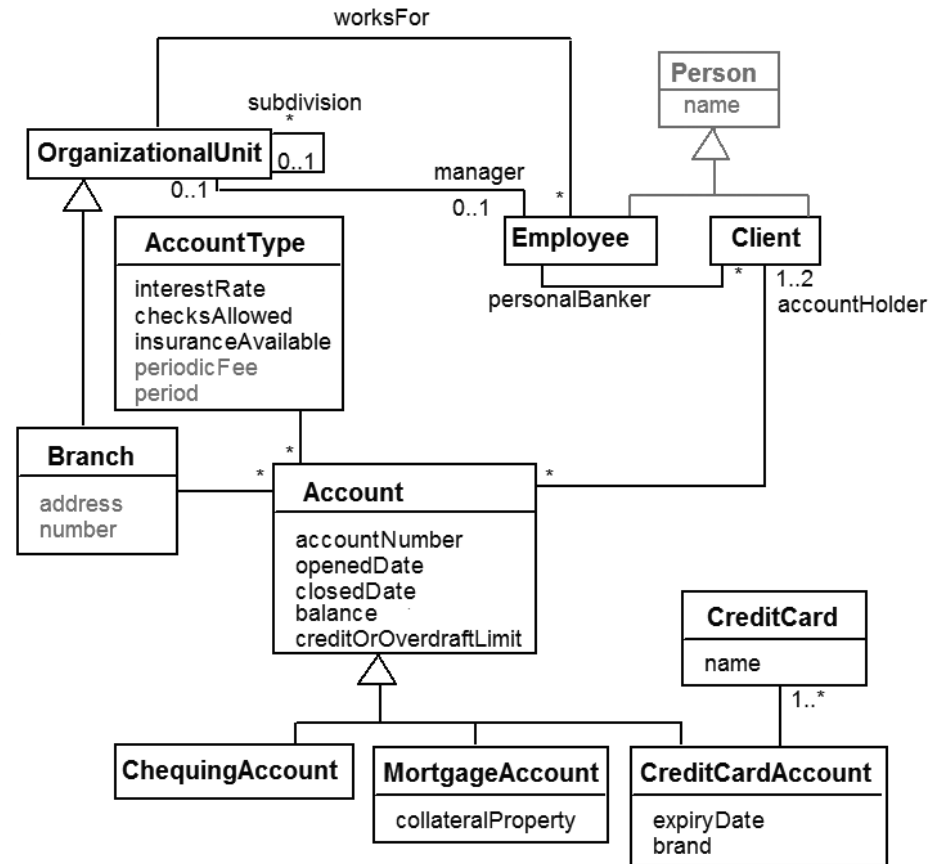 worksFor
Person
name
subdivision
*
OrganizationalUnit
0..1
0..1
manager
0..1
*
Employee
Client
*
1..2
personalBanker
accountHolder
AccountType
interestRate
checksAllowed
insuranceAvailable
periodicFee
period
*
Branch
address
number
*
Account
*
accountNumber
openedDate
closedDate
balance
creditOrOverdraftLimit
CreditCard
name
1..*
ChequingAccount
MortgageAccount
collateralProperty
CreditCardAccount
expiryDate
brand